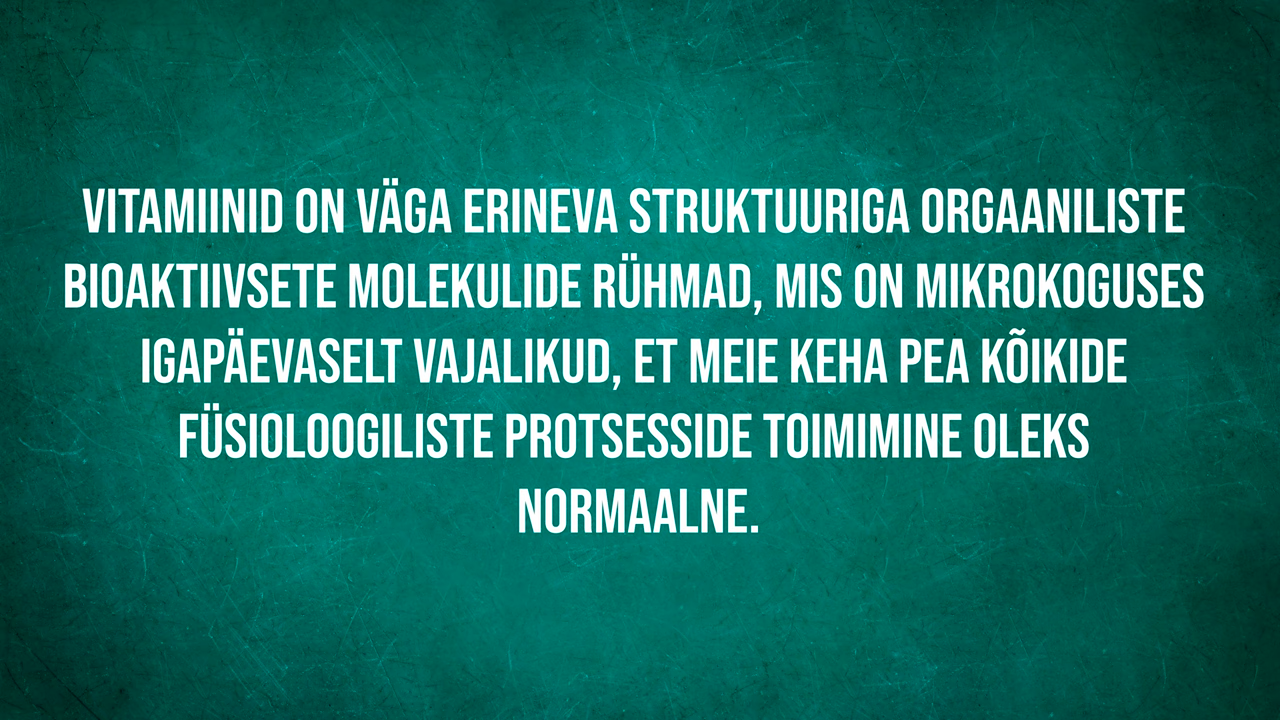 VITAMIINID ON VÄGA ERINEVA STRUKTUURIGA ORGAANILISTE
BIOAKTIIVSETE MOLEKULIDE RÜHMAD, MIS ON MIKROKOGUSES
IGAPÄEVASELT VAJALIKUD, ET MEIE KEHA PEA KÕIKIDE
FÜSIOLOOGILISTE PROTSESSIDE TOIMIMINE OLEKS
NORMAALNE.